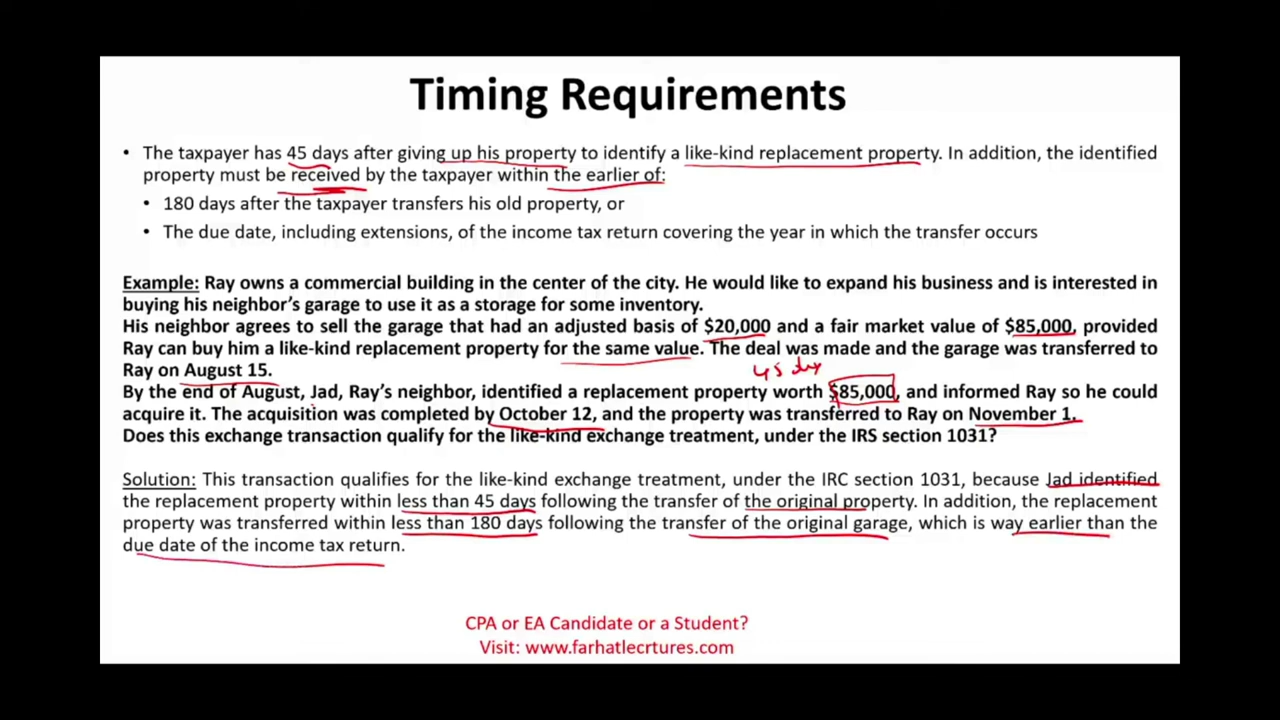 Timing Requirements
• The taxpayer has 45 days after giving up his property to identify a like-kind replacement property. In addition, the identified
property must be received by the taxpayer within the earlier of:
• 180 days after the taxpayer transfers his old property, or
• The due date, including extensions, of the income tax return covering the year in which the transfer occurs
Example: Ray owns a commercial building in the center of the city. He would like to expand his business and is interested in
buying his neighbor's garage to use it as a storage for some inventory.
His neighbor agrees to sell the garage that had an adjusted basis of $20,000 and a fair market value of $85,000, provided
Ray can buy him a like-kind replacement property for the same value. The deal was made and the garage was transferred to
Ray on August 15.
45 day
By the end of August, Jad, Ray's neighbor, identified a replacement property worth $85,000, and informed Ray so he could
acquire it. The acquisition was completed by October 12, and the property was transferred to Ray on November 1.
Does this exchange transaction qualify for the like-kind exchange treatment, under the IRS section 1031?
Solution: This transaction qualifies for the like-kind exchange treatment, under the IRC section 1031, because Jad identified
the replacement property within less than 45 days following the transfer of the original property. In addition, the replacement
property was transferred within less than 180 days following the transfer of the original garage, which is way earlier than the
due date of the income tax return.
CPA or EA Candidate or a Student?
Visit: www.farhatlecrtures.com